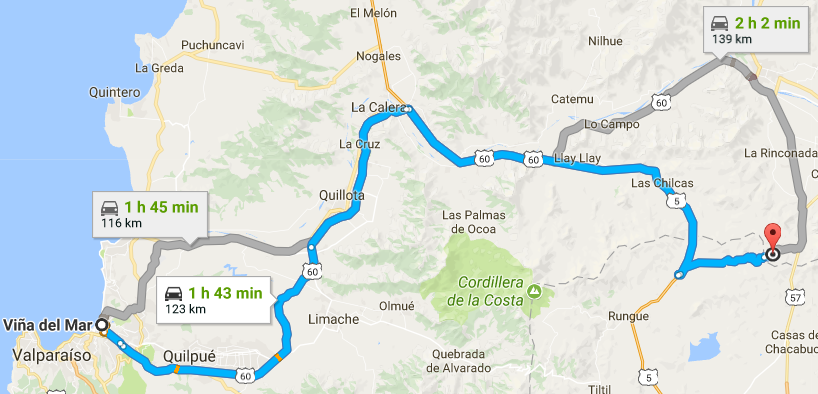 El Melón
2 h 2 min
139 km
Puchuncavi
Nilhue
Nogales
La Greda
Quintero
Catemu
60
La Calera
Lo Campo
La Cruz
La Rinconada
60
60
Llay Llay
C
Las Chilcas
Quillota
5
1 h 45 min
116 km
Las Palmas
de Ocoa
60
Cordillera
de la Costa
1 h 43 min
123 km
57
Olmué
Limache
Rungue
Viña del Mar
Valparaíso
Quilpué
Casas de
Chacabuco
Quebrada
de Alvarado
60
5
Tiltil